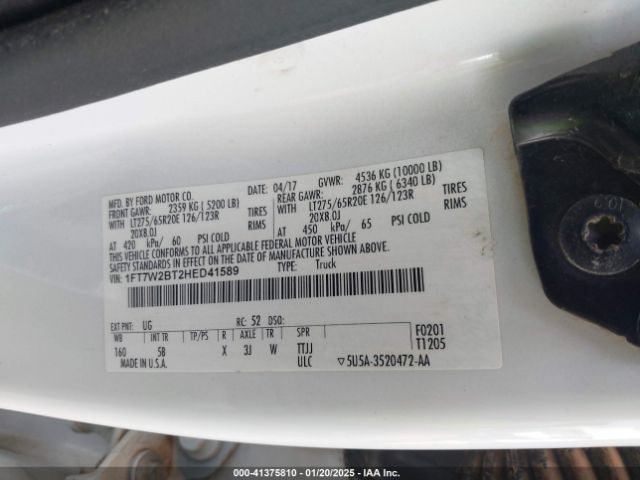 MFD. BY FORD MOTOR CO.
DATE: 04/17 GVWR: 4536 KG (10000 LB)
FRONT GAWR: 2359 KG (5200 LB) REAR GAWR: 2876 KG (6340 LB)
WITH LT275/65R20E 126/123R TIRES WITH LT275/65R20E 126/123R TIRES
20X8.0J RIMS 20X8.0J RIMS
AT 420 kPa/ 60 PSI COLD AT 450 kPa/ 65 PSI COLD
THIS VEHICLE CONFORMS TO ALL APPLICABLE FEDERAL MOTOR VEHICLE
SAFETY STANDARDS IN EFFECT ON THE DATE OF MANUFACTURE SHOWN ABOVE.
VIN: 1FT7W2BT2HED41589 TYPE: Truck
EXT PNT: UG RC: 52 DSO:
WB INT TR TP/PS R AXLE TR SPR F0201
160 5B X 3J W TTJJ T1205
MADE IN U.S.A. ULC ▽5U5A-3520472-AA
000-41375810 - 01/20/2025 - IAA Inc.